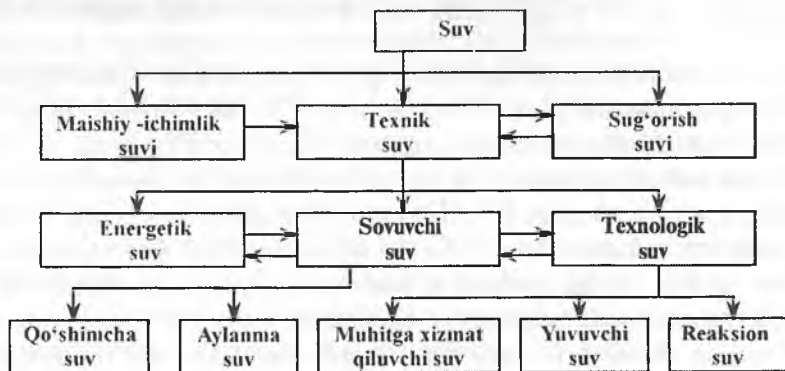 Suv
Maishiy -ichimlik
suvi
Texnik
suv
Sug‘orish
suvi
Energetik
suv
Sovuvchi
suv
Texnologik
suv
Qo‘shimcha
suv
Aylanma
suv
Muhitga xizmat
qiluvchi suv
Yuvuvchi
suv
Reaksion
suv